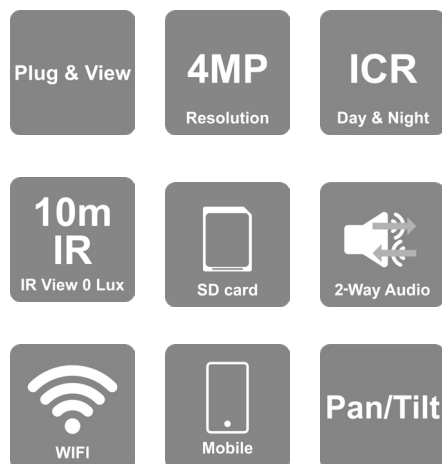 Plug & View
4MP
Resolution
ICR
Day & Night
10m
IR
IR View 0 Lux
SD card
2-Way Audio
WIFI
Mobile
Pan/Tilt